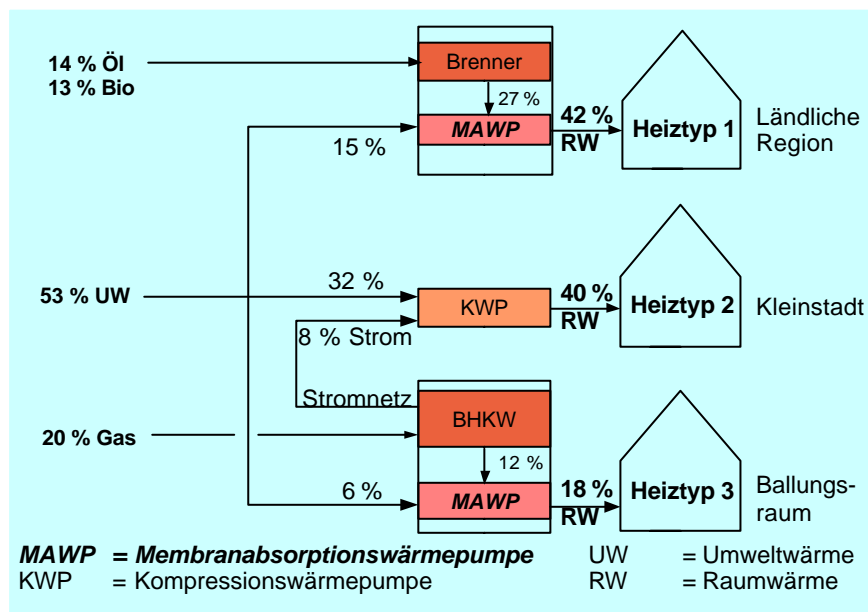 14 % Öl
13 % Bio
Brenner
27 %
MAWP
15 %
42 %
RW
Heiztyp 1
Ländliche
Region
53 % UW
32 %
KWP
8 % Strom
40 %
RW
Heiztyp 2
Kleinstadt
Stromnetz
20 % Gas
BHKW
12 %
6 %
MAWP
18 %
RW
Heiztyp 3
Ballungs-
raum
MAWP = Membranabsorptionswärmepumpe
UW = Umweltwärme
KWP = Kompressionswärmepumpe
RW = Raumwärme